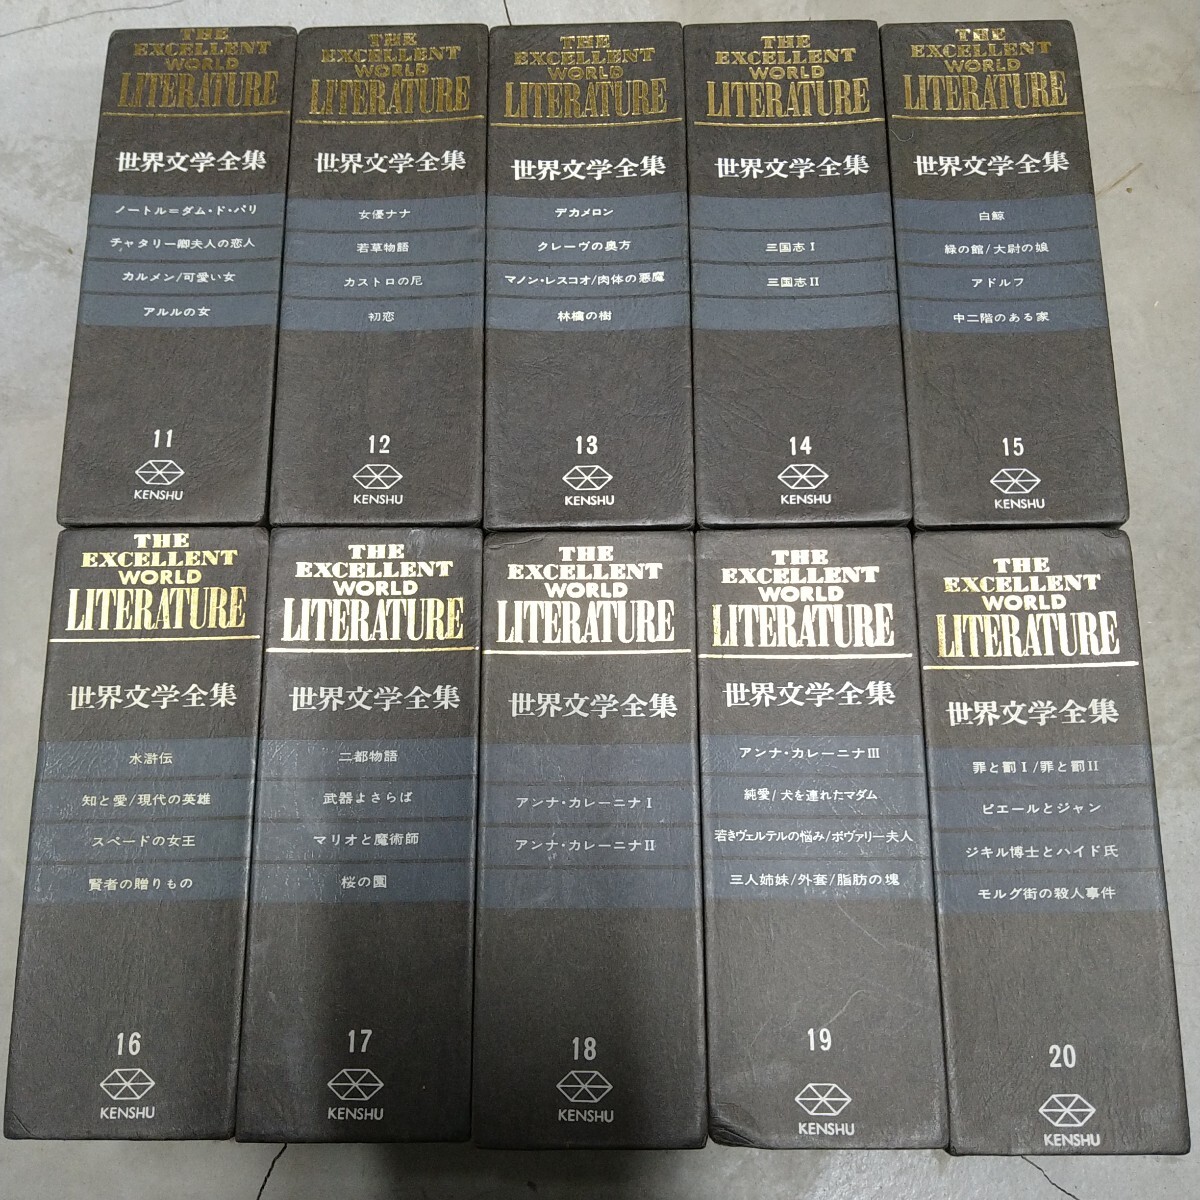 THE
EXCELLENT
WORLD
LITERATURE
世界文学全集
ノートル=ダム・ド・パリ
チャタリー卿夫人の恋人
カルメン/可愛い女
アルルの女
11
KENSHU
THE
EXCELLENT
WORLD
LITERATURE
世界文学全集
女優ナナ
若草物語
カストロの尼
初恋
12
KENSHU
THE
EXCELLENT
WORLD
LITERATURE
世界文学全集
デカメロン
クレーヴの奥方
マノン・レスコオ/肉体の悪魔
林檎の樹
13
KENSHU
THE
EXCELLENT
WORLD
LITERATURE
世界文学全集
三国志I
三国志II
14
KENSHU
THE
EXCELLENT
WORLD
LITERATURE
世界文学全集
白鯨
緑の館/大尉の娘
アドルフ
中二階のある家
15
KENSHU
THE
EXCELLENT
WORLD
LITERATURE
世界文学全集
水滸伝
知と愛/現代の英雄
スペードの女王
賢者の贈りもの
16
KENSHU
THE
EXCELLENT
WORLD
LITERATURE
世界文学全集
二都物語
武器よさらば
マリオと魔術師
桜の園
17
KENSHU
THE
EXCELLENT
WORLD
LITERATURE
世界文学全集
アンナ・カレーニナI
アンナ・カレーニナII
18
KENSHU
THE
EXCELLENT
WORLD
LITERATURE
世界文学全集
アンナ・カレーニナIII
純愛/犬を連れたマダム
若きヴェルテルの悩み/ボヴァリー夫人
三人姉妹/外套/脂肪の塊
19
KENSHU
THE
EXCELLENT
WORLD
LITERATURE
世界文学全集
罪と罰I/罪と罰II
ピエールとジャン
ジキル博士とハイド氏
モルグ街の殺人事件
20
KENSHU